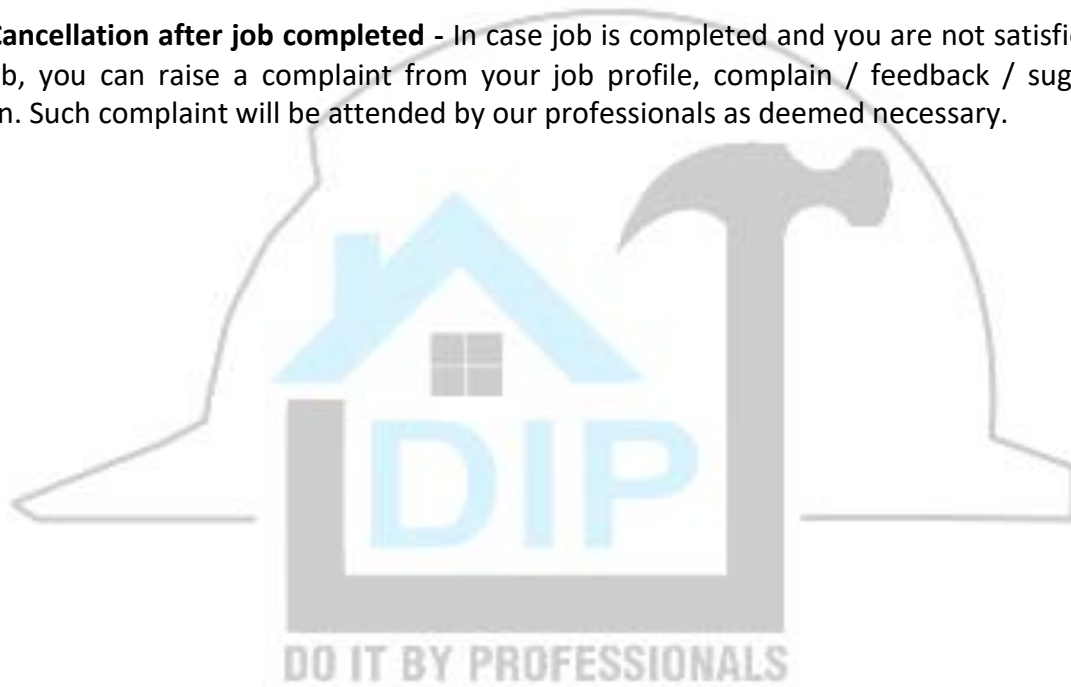 Cancellation after job completed - In case job is completed and you are not satisfie
b, you can raise a complaint from your job profile, complain / feedback / sug
n. Such complaint will be attended by our professionals as deemed necessary.
DIP
DO IT BY PROFESSIONALS